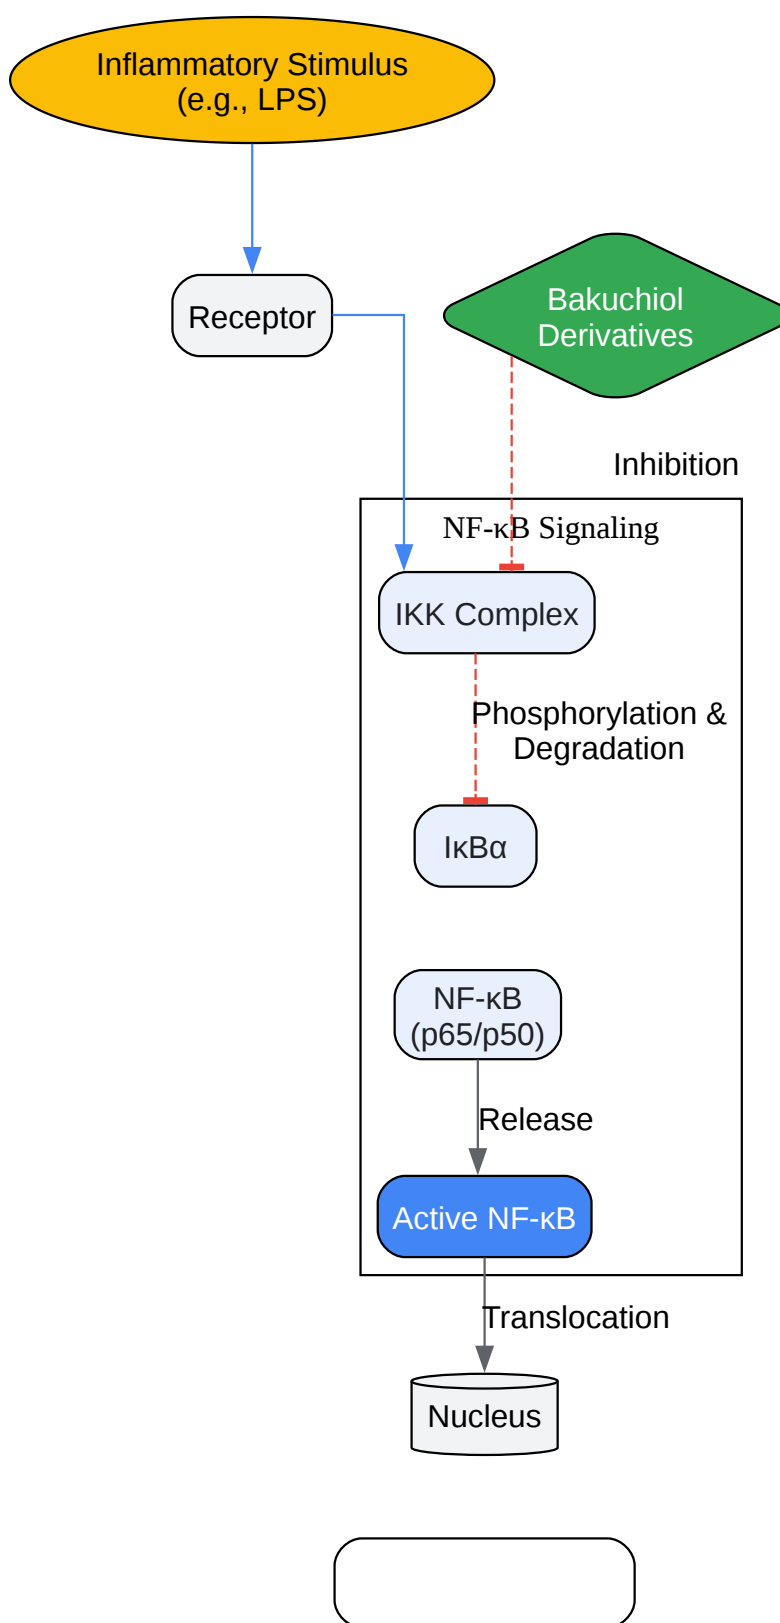 Inflammatory Stimulus
(e.g., LPS)
Receptor
Bakuchiol
Derivatives
Inhibition
NF-κB Signaling
IKK Complex
Phosphorylation &
Degradation
IκBα
NF-κB
(p65/p50)
Release
Active NF-κB
Translocation
Nucleus